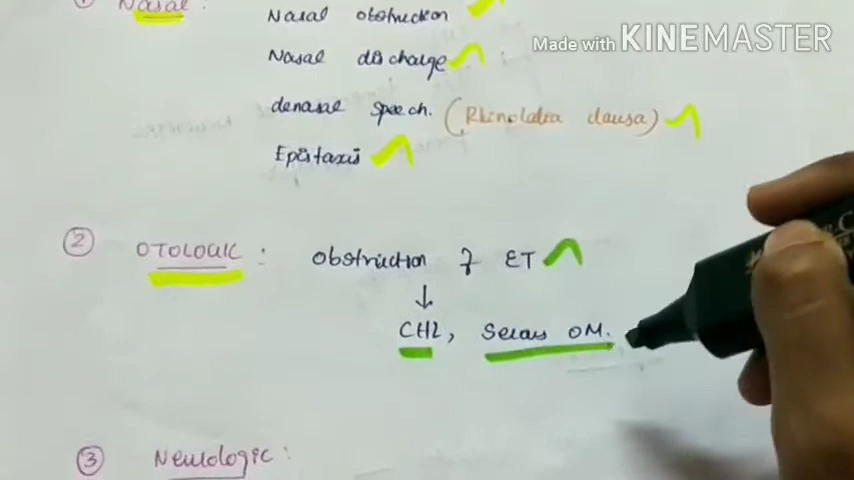 ① Nasal :
Nasal obstruction
Made with KINEMASTER
Nasal discharge
denasal speech. (Rhinolalia clausa)
Epistaxis
② OTOLOGIC : Obstruction of ET
↓
CHL, Serous OM.
③ Neurologic :